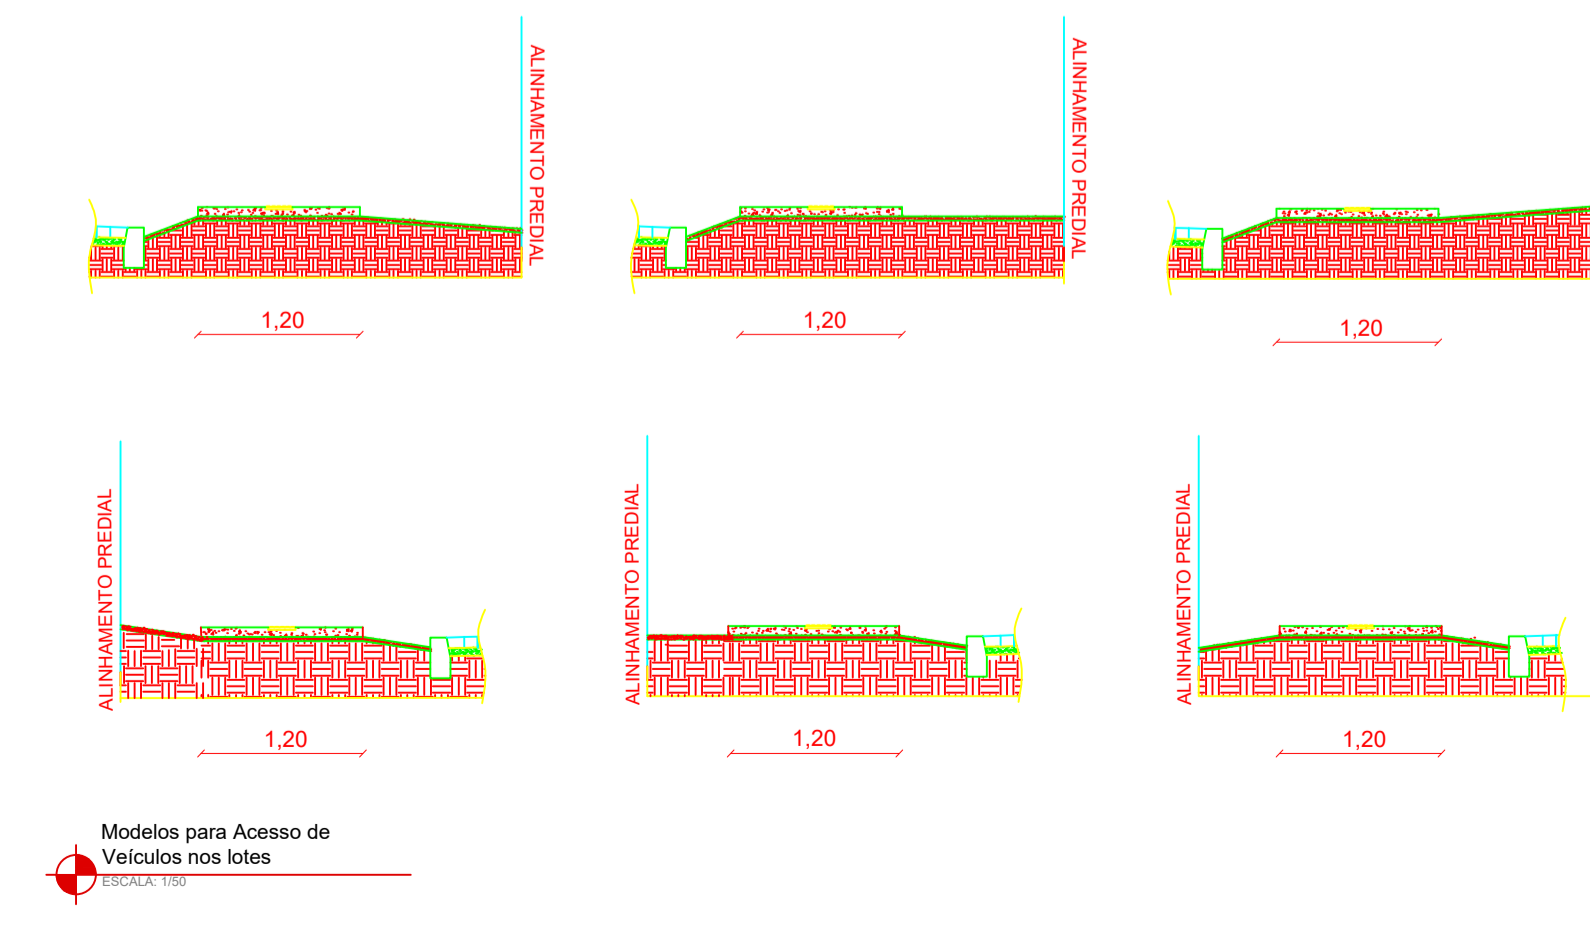 ALINHAMENTO PREDIAL
ALINHAMENTO PREDIAL
1,20
1,20
1,20
ALINHAMENTO PREDIAL
ALINHAMENTO PREDIAL
ALINHAMENTO PREDIAL
1,20
1,20
1,20
Modelos para Acesso de
Veículos nos lotes
ESCALA: 1/50